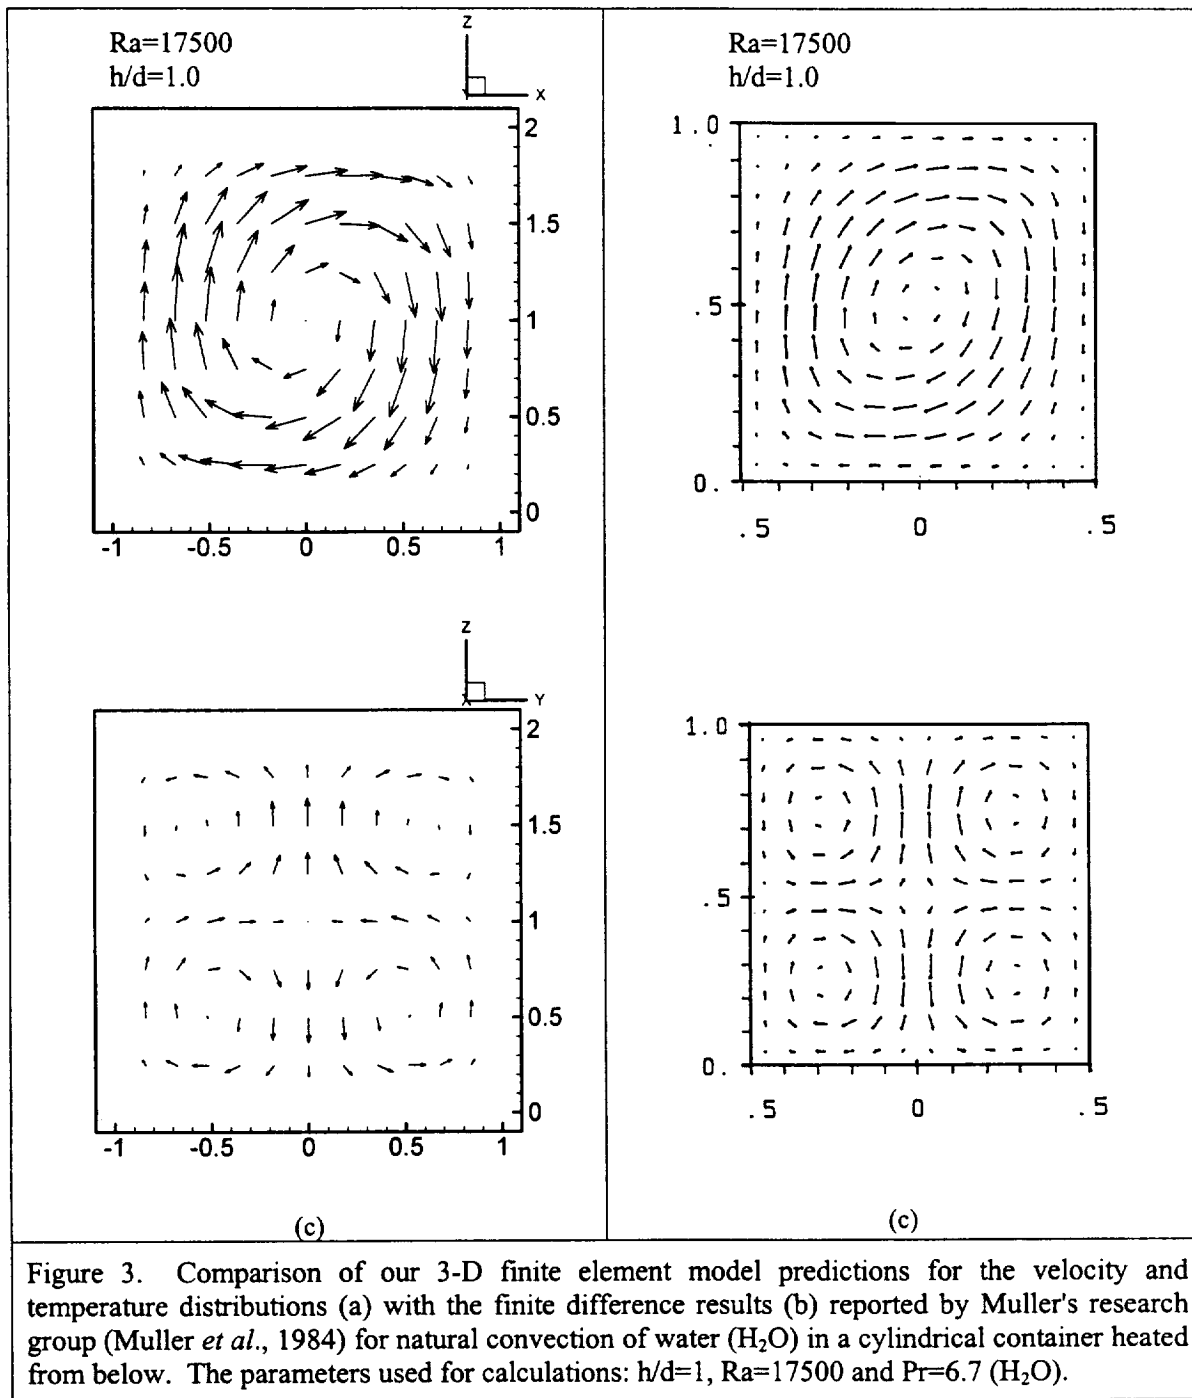 Ra=17500
h/d=1.0
Z
X
2
1.5
1
0.5
0
-1 -0.5 0 0.5 1
Z
Y
X
2
1.5
1
0.5
0
-1 -0.5 0 0.5 1
(c)
Ra=17500
h/d=1.0
1.0
.5
0.
.5 0 .5
1.0
.5
0.
.5 0 .5
(c)
Figure 3. Comparison of our 3-D finite element model predictions for the velocity and
temperature distributions (a) with the finite difference results (b) reported by Muller's research
group (Muller et al., 1984) for natural convection of water (H₂O) in a cylindrical container heated
from below. The parameters used for calculations: h/d=1, Ra=17500 and Pr=6.7 (H₂O).